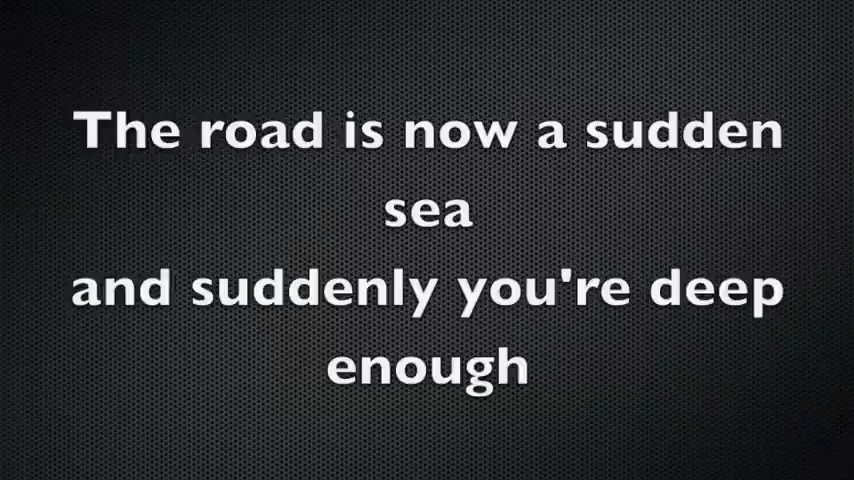 The road is now a sudden
sea
and suddenly you're deep
enough